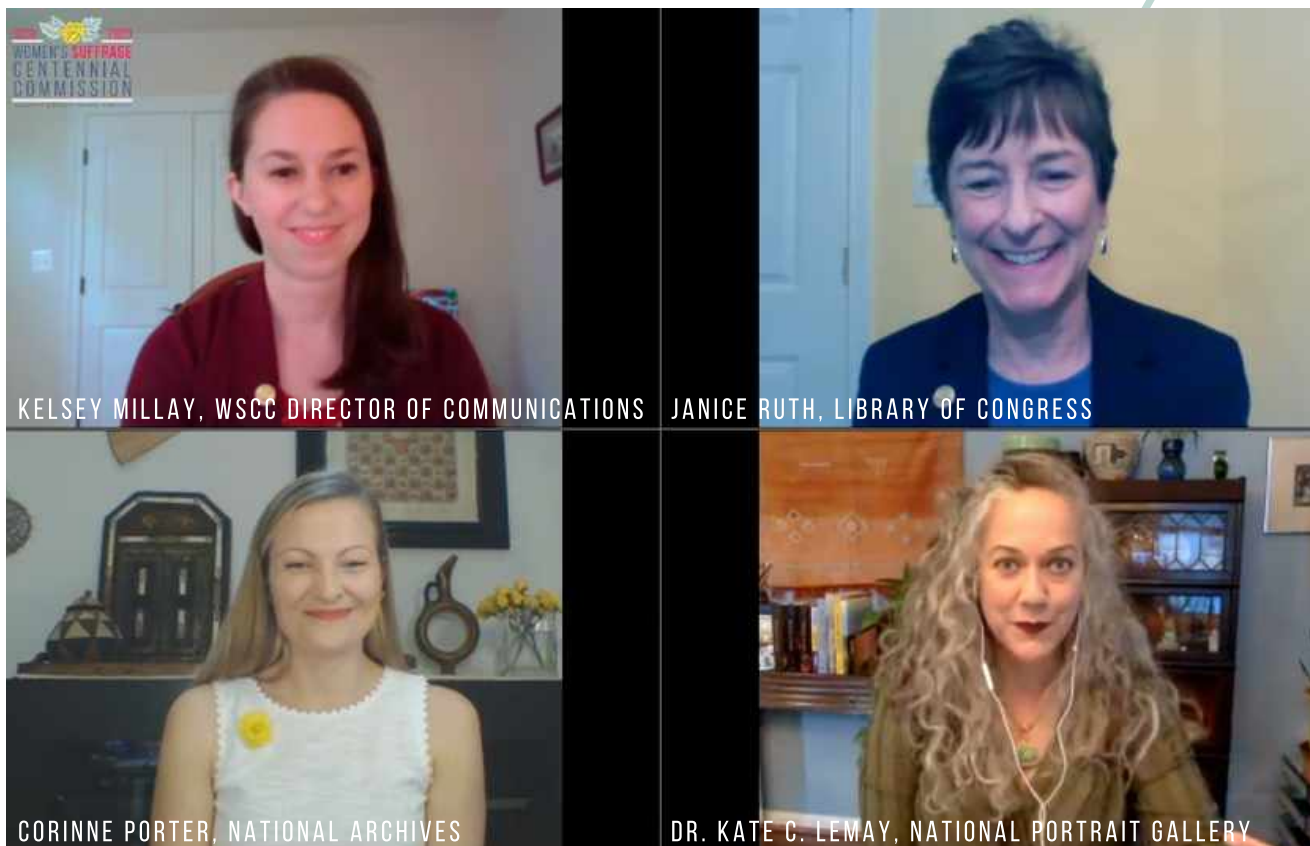 WOMEN'S SUFFRAGE
CENTENNIAL
COMMISSION
KELSEY MILLAY, WSCC DIRECTOR OF COMMUNICATIONS
JANICE RUTH, LIBRARY OF CONGRESS
CORINNE PORTER, NATIONAL ARCHIVES
DR. KATE C. LEMAY, NATIONAL PORTRAIT GALLERY